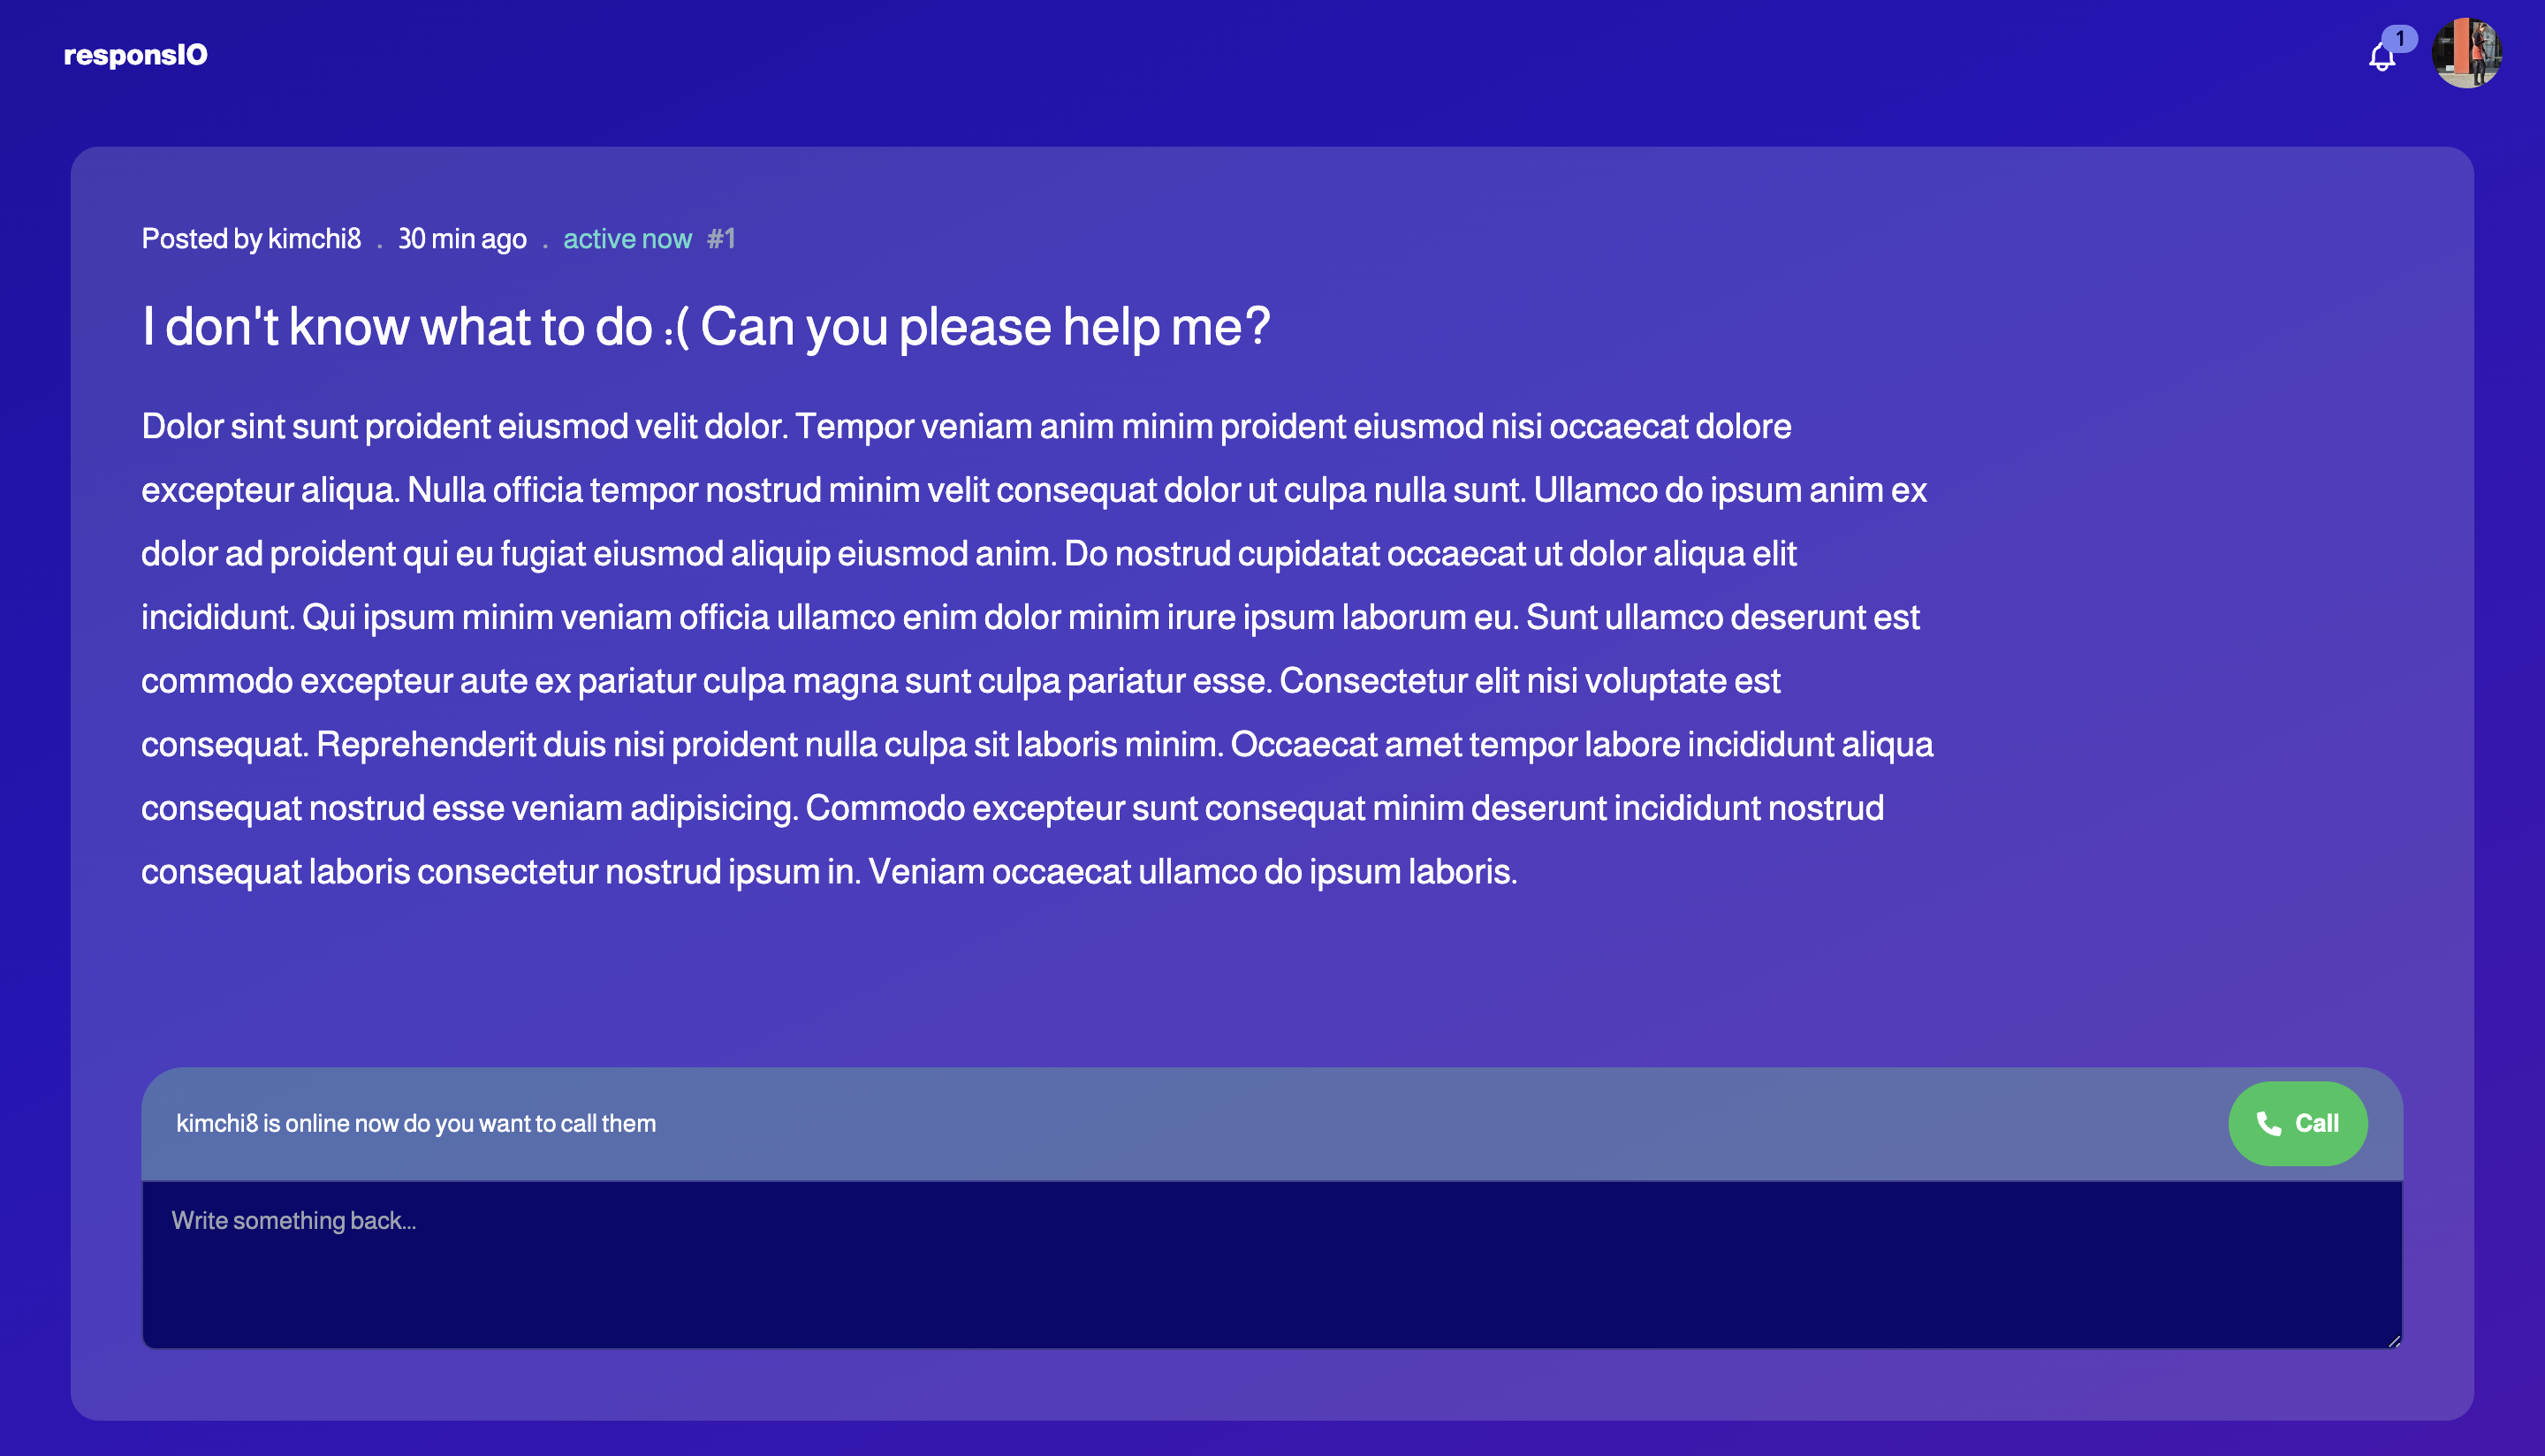 responsIO
1
Posted by kimchi8 . 30 min ago . active now #1
I don't know what to do :( Can you please help me?
Dolor sint sunt proident eiusmod velit dolor. Tempor veniam anim minim proident eiusmod nisi occaecat dolore
excepteur aliqua. Nulla officia tempor nostrud minim velit consequat dolor ut culpa nulla sunt. Ullamco do ipsum anim ex
dolor ad proident qui eu fugiat eiusmod aliquip eiusmod anim. Do nostrud cupidatat occaecat ut dolor aliqua elit
incididunt. Qui ipsum minim veniam officia ullamco enim dolor minim irure ipsum laborum eu. Sunt ullamco deserunt est
commodo excepteur aute ex pariatur culpa magna sunt culpa pariatur esse. Consectetur elit nisi voluptate est
consequat. Reprehenderit duis nisi proident nulla culpa sit laboris minim. Occaecat amet tempor labore incididunt aliqua
consequat nostrud esse veniam adipisicing. Commodo excepteur sunt consequat minim deserunt incididunt nostrud
consequat laboris consectetur nostrud ipsum in. Veniam occaecat ullamco do ipsum laboris.
kimchi8 is online now do you want to call them
Call
Write something back...